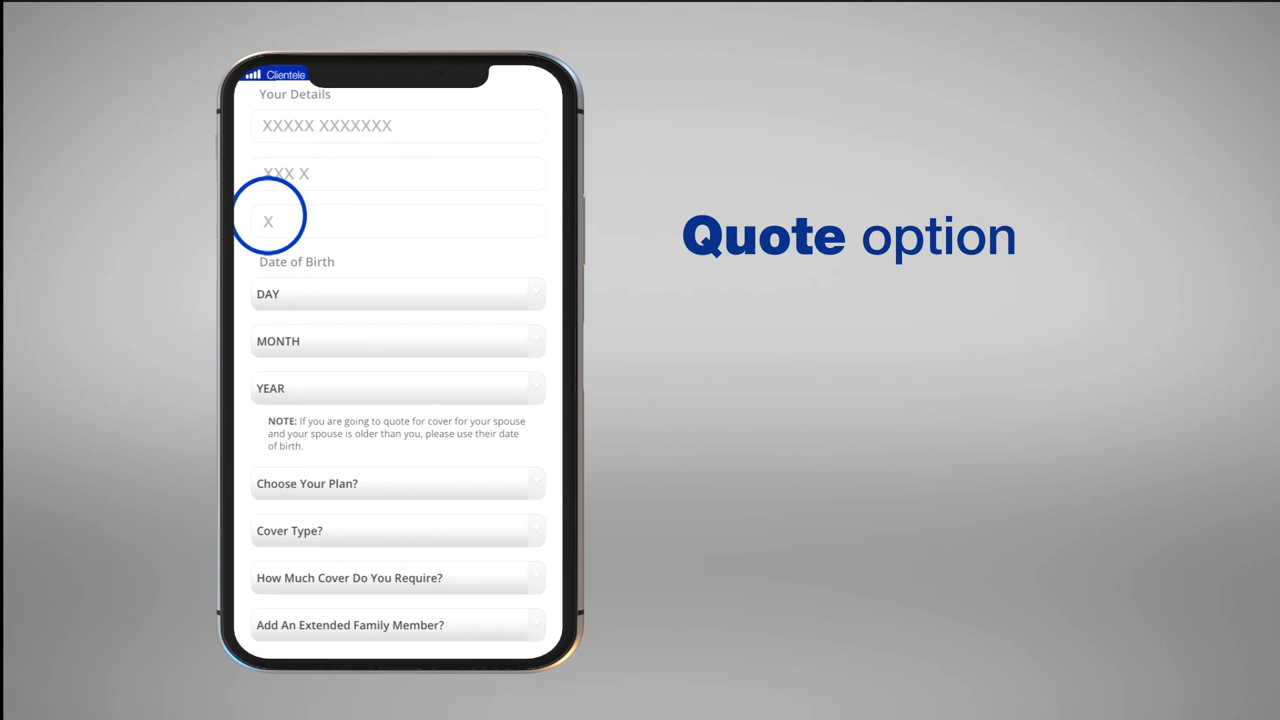 Clientele
Your Details
XXXXX XXXXXXX
XXX X
X
Date of Birth
DAY
MONTH
YEAR
NOTE: If you are going to quote for cover for your spouse
and your spouse is older than you, please use their date
of birth.
Choose Your Plan?
Cover Type?
How Much Cover Do You Require?
Add An Extended Family Member?
Quote option